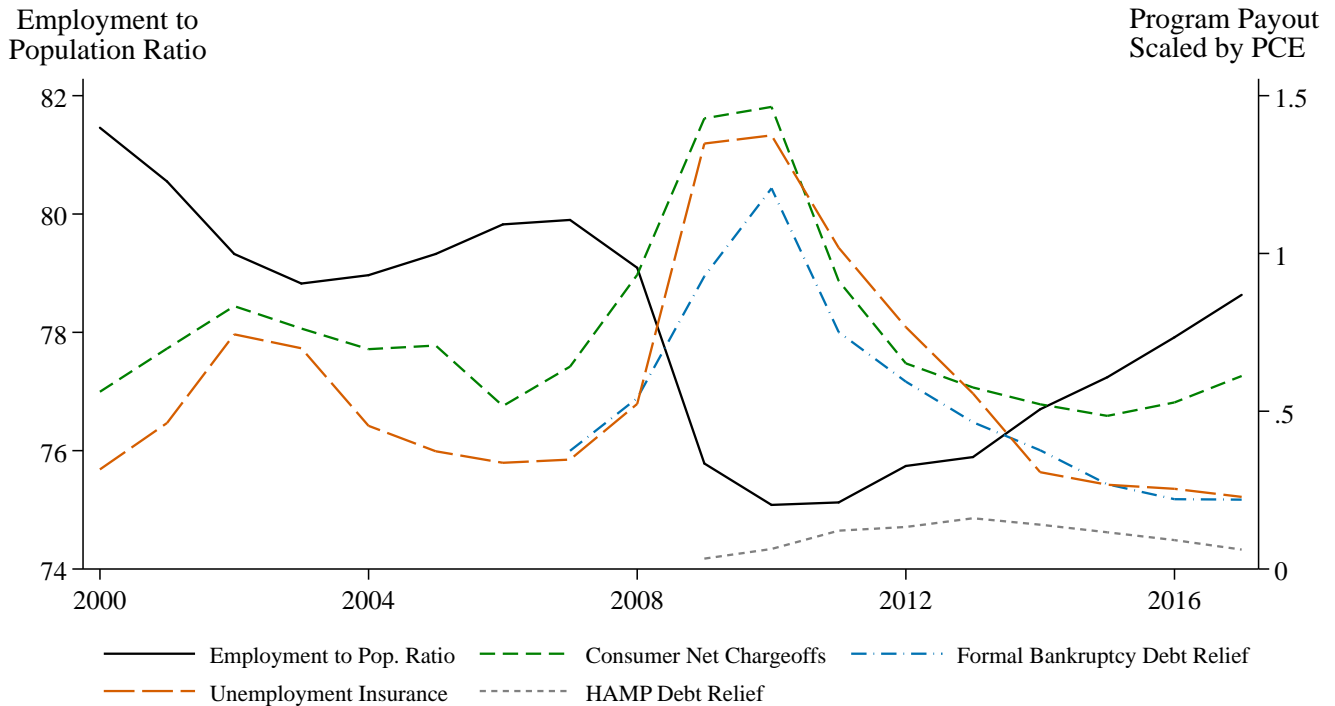 Employment to
Population Ratio
Program Payout
Scaled by PCE
82
80
78
76
74
1.5
1
.5
0
2000 2004 2008 2012 2016
Employment to Pop. Ratio Consumer Net Chargeoffs Formal Bankruptcy Debt Relief
Unemployment Insurance HAMP Debt Relief